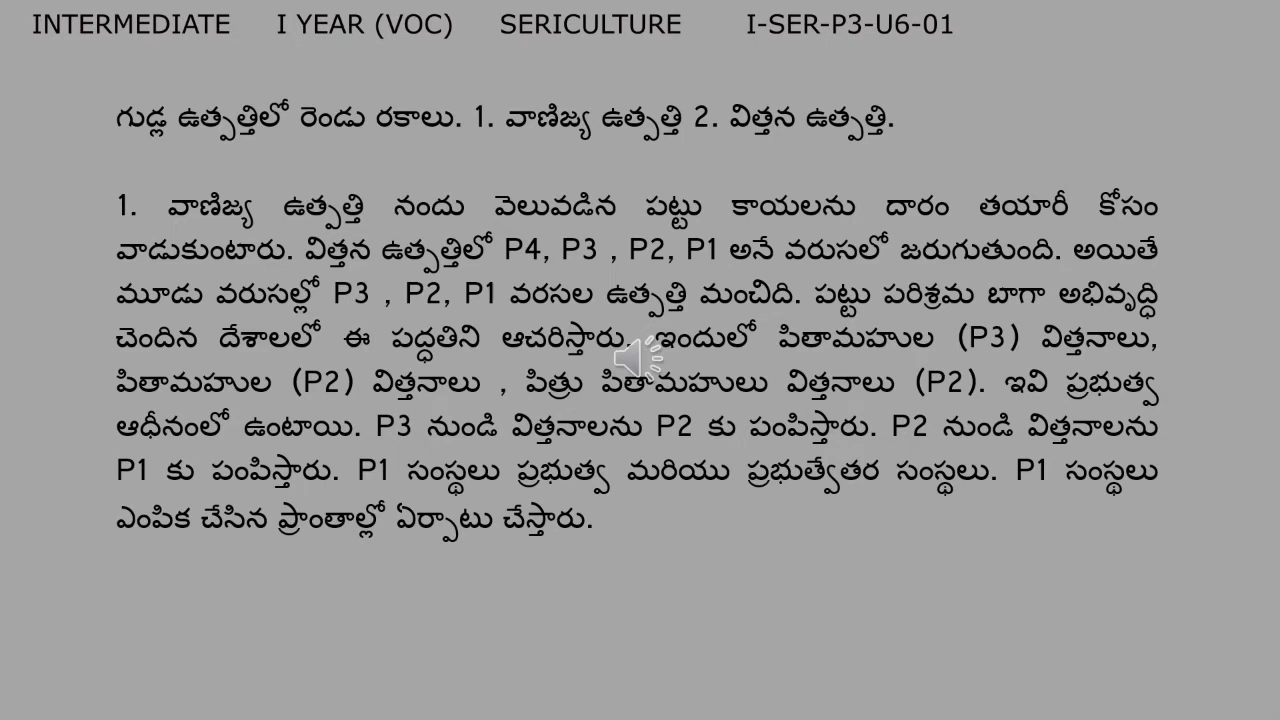 INTERMEDIATE I YEAR (VOC) SERICULTURE I-SER-P3-U6-01
గుడ్ల ఉత్పత్తిలో రెండు రకాలు. 1. వాణిజ్య ఉత్పత్తి 2. విత్తన ఉత్పత్తి.
1. వాణిజ్య ఉత్పత్తి నందు వెలువడిన పట్టు కాయలను దారం తయారీ కోసం
వాడుకుంటారు. విత్తన ఉత్పత్తిలో P4, P3 , P2, P1 అనే వరుసలో జరుగుతుంది. అయితే
మూడు వరుసల్లో P3 , P2, P1 వరసల ఉత్పత్తి మంచిది. పట్టు పరిశ్రమ బాగా అభివృద్ధి
చెందిన దేశాలలో ఈ పద్ధతిని ఆచరిస్తారు. ఇందులో పితామహుల (P3) విత్తనాలు,
పితామహుల (P2) విత్తనాలు , పిత్రు పితామహులు విత్తనాలు (P2). ఇవి ప్రభుత్వ
ఆధీనంలో ఉంటాయి. P3 నుండి విత్తనాలను P2 కు పంపిస్తారు. P2 నుండి విత్తనాలను
P1 కు పంపిస్తారు. P1 సంస్థలు ప్రభుత్వ మరియు ప్రభుత్వేతర సంస్థలు. P1 సంస్థలు
ఎంపిక చేసిన ప్రాంతాల్లో ఏర్పాటు చేస్తారు.